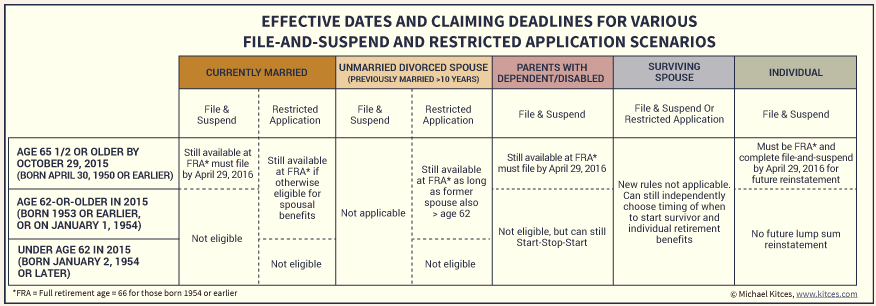 EFFECTIVE DATES AND CLAIMING DEADLINES FOR VARIOUS
FILE-AND-SUSPEND AND RESTRICTED APPLICATION SCENARIOS
CURRENTLY MARRIED
UNMARRIED DIVORCED SPOUSE
(PREVIOUSLY MARRIED >10 YEARS)
PARENTS WITH
DEPENDENT/DISABLED
SURVIVING
SPOUSE
INDIVIDUAL
File &
Suspend
Restricted
Application
File &
Suspend
Restricted
Application
File & Suspend
File & Suspend Or
Restricted Application
File & Suspend
AGE 65 1/2 OR OLDER BY
OCTOBER 29, 2015
(BORN APRIL 30, 1950 OR EARLIER)
Still available at
FRA* must file
by April 29, 2016
Still available
at FRA* if
otherwise
eligible for
spousal
benefits
Not applicable
Still available
at FRA* as long
as former
spouse also
> age 62
Still available at FRA*
must file by April 29, 2016
New rules not applicable.
Can still independently
choose timing of when
to start survivor and
individual retirement
benefits
Must be FRA* and
complete file-and-suspend
by April 29, 2016 for
future reinstatement
AGE 62-OR-OLDER IN 2015
(BORN 1953 OR EARLIER,
OR ON JANUARY 1, 1954)
Not eligible
Not eligible, but can still
Start-Stop-Start
No future lump sum
reinstatement
UNDER AGE 62 IN 2015
(BORN JANUARY 2, 1954
OR LATER)
Not eligible
Not eligible
*FRA = Full retirement age = 66 for those born 1954 or earlier
© Michael Kitces, www.kitces.com